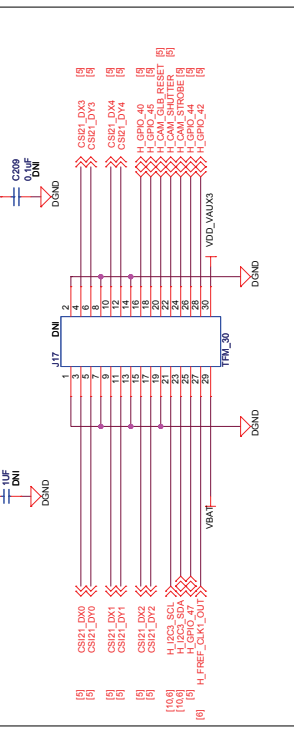 C209
0.1uF
DNI
DGND
1UF
DNI
DGND
CSI21_DX3 [5]
CSI21_DY3 [5]
CSI21_DX4 [5]
CSI21_DY4 [5]
H_GPIO_40 [5]
H_GPIO_45 [5]
H_CAM_GLB_RESET [5]
H_CAM_SHUTTER [5]
H_CAM_STROBE [5]
H_GPIO_44 [5]
H_GPIO_42 [5]
VDD_VAUX3
DGND
2 4 6 8 10 12 14 16 18 20 22 24 26 28 30
J17
DNI
TFM_30
1 3 5 7 9 11 13 15 17 19 21 23 25 27 29
DGND
VBAT
[5] CSI21_DX0
[5] CSI21_DY0
[5] CSI21_DX1
[5] CSI21_DY1
[5] CSI21_DX2
[5] CSI21_DY2
[10,6] H_I2C3_SCL
[10,6] H_I2C3_SDA
[5] H_GPIO_47
[6] H_FREF_CLK1_OUT